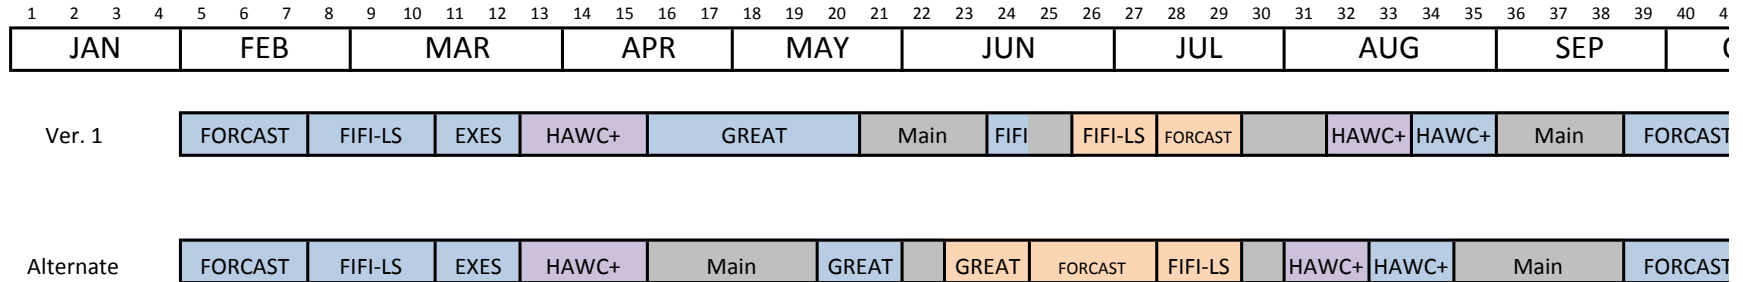 1 2 3 4 5 6 7 8 9 10 11 12 13 14 15 16 17 18 19 20 21 22 23 24 25 26 27 28 29 30 31 32 33 34 35 36 37 38 39 40 4
JAN FEB MAR APR MAY JUN JUL AUG SEP
Ver. 1 FORCAST FIFI-LS EXES HAWC+ GREAT Main FIFI FIFI-LS FORCAST HAWC+ HAWC+ Main FORCAST
Alternate FORCAST FIFI-LS EXES HAWC+ Main GREAT GREAT FORCAST FIFI-LS HAWC+ HAWC+ Main FORCAST